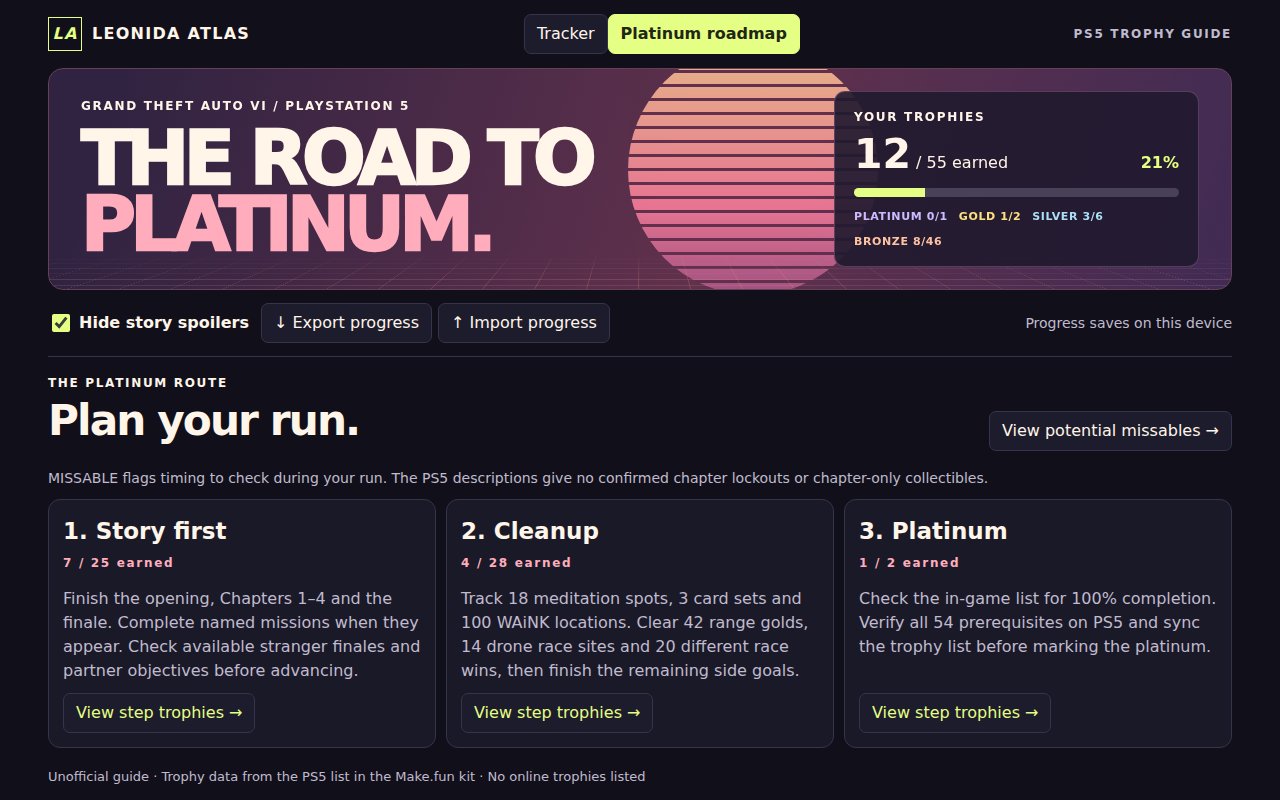 LA LEONIDA ATLAS
Tracker
Platinum roadmap
PS5 TROPHY GUIDE
GRAND THEFT AUTO VI / PLAYSTATION 5
THE ROAD TO
PLATINUM.
YOUR TROPHIES
12 / 55 earned
21%
PLATINUM 0/1 GOLD 1/2 SILVER 3/6
BRONZE 8/46
Hide story spoilers
↓ Export progress
↑ Import progress
Progress saves on this device
THE PLATINUM ROUTE
Plan your run.
View potential missables →
MISSABLE flags timing to check during your run. The PS5 descriptions give no confirmed chapter lockouts or chapter-only collectibles.
1. Story first
7 / 25 earned
Finish the opening, Chapters 1–4 and the
finale. Complete named missions when they
appear. Check available stranger finales and
partner objectives before advancing.
View step trophies →
2. Cleanup
4 / 28 earned
Track 18 meditation spots, 3 card sets and
100 WAiNK locations. Clear 42 range golds,
14 drone race sites and 20 different race
wins, then finish the remaining side goals.
View step trophies →
3. Platinum
1 / 2 earned
Check the in-game list for 100% completion.
Verify all 54 prerequisites on PS5 and sync
the trophy list before marking the platinum.
View step trophies →
Unofficial guide · Trophy data from the PS5 list in the Make.fun kit · No online trophies listed